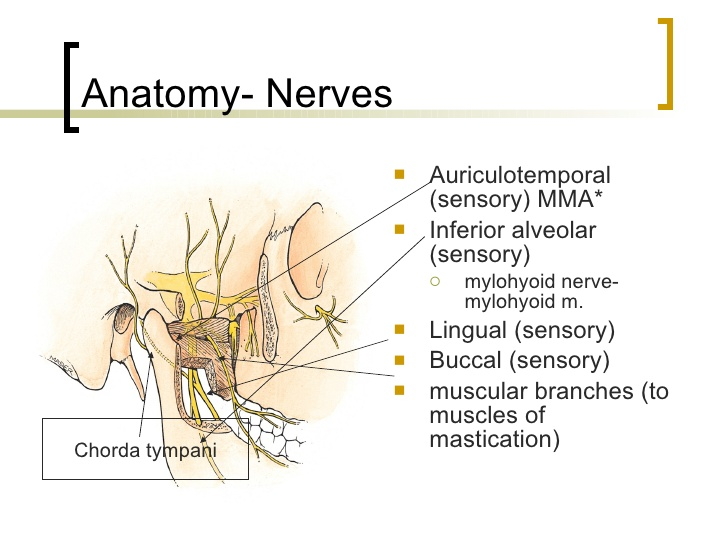 Anatomy- Nerves
Auriculotemporal
(sensory) MMA*
Inferior alveolar
(sensory)
mylohyoid nerve-
mylohyoid m.
Lingual (sensory)
Buccal (sensory)
muscular branches (to
muscles of
mastication)
Chorda tympani